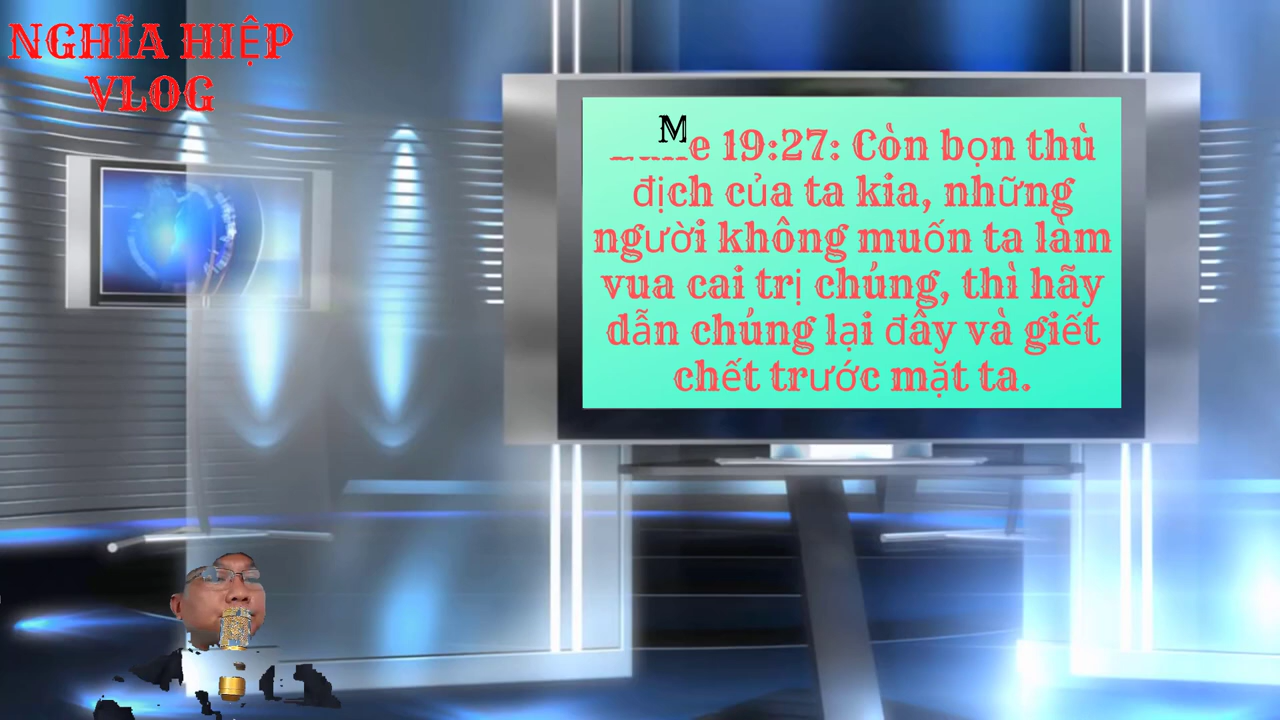 NGHĨA HIỆP
VLOG
M
19:27: Còn bọn thù
địch của ta kia, những
người không muốn ta làm
vua cai trị chúng, thì hãy
dẫn chúng lại đây và giết
chết trước mặt ta.